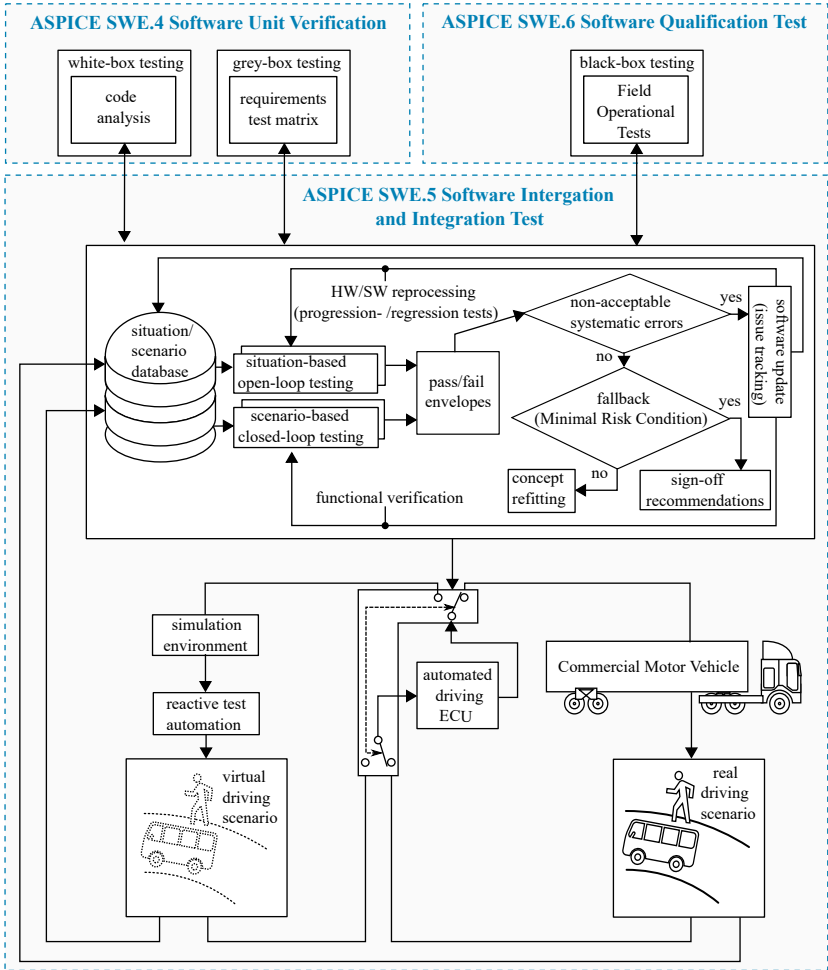 ASPICE SWE.4 Software Unit Verification
white-box testing
code
analysis
grey-box testing
requirements
test matrix
ASPICE SWE.6 Software Qualification Test
black-box testing
Field
Operational
Tests
ASPICE SWE.5 Software Intergation
and Integration Test
HW/SW reprocessing
(progression- /regression tests)
situation/
scenario
database
situation-based
open-loop testing
scenario-based
closed-loop testing
pass/fail
envelopes
non-acceptable
systematic errors
yes
no
software update
(issue tracking)
fallback
(Minimal Risk Condition)
yes
no
concept
refitting
sign-off
recommendations
functional verification
simulation
environment
reactive test
automation
virtual
driving
scenario
automated
driving
ECU
Commercial Motor Vehicle
real
driving
scenario